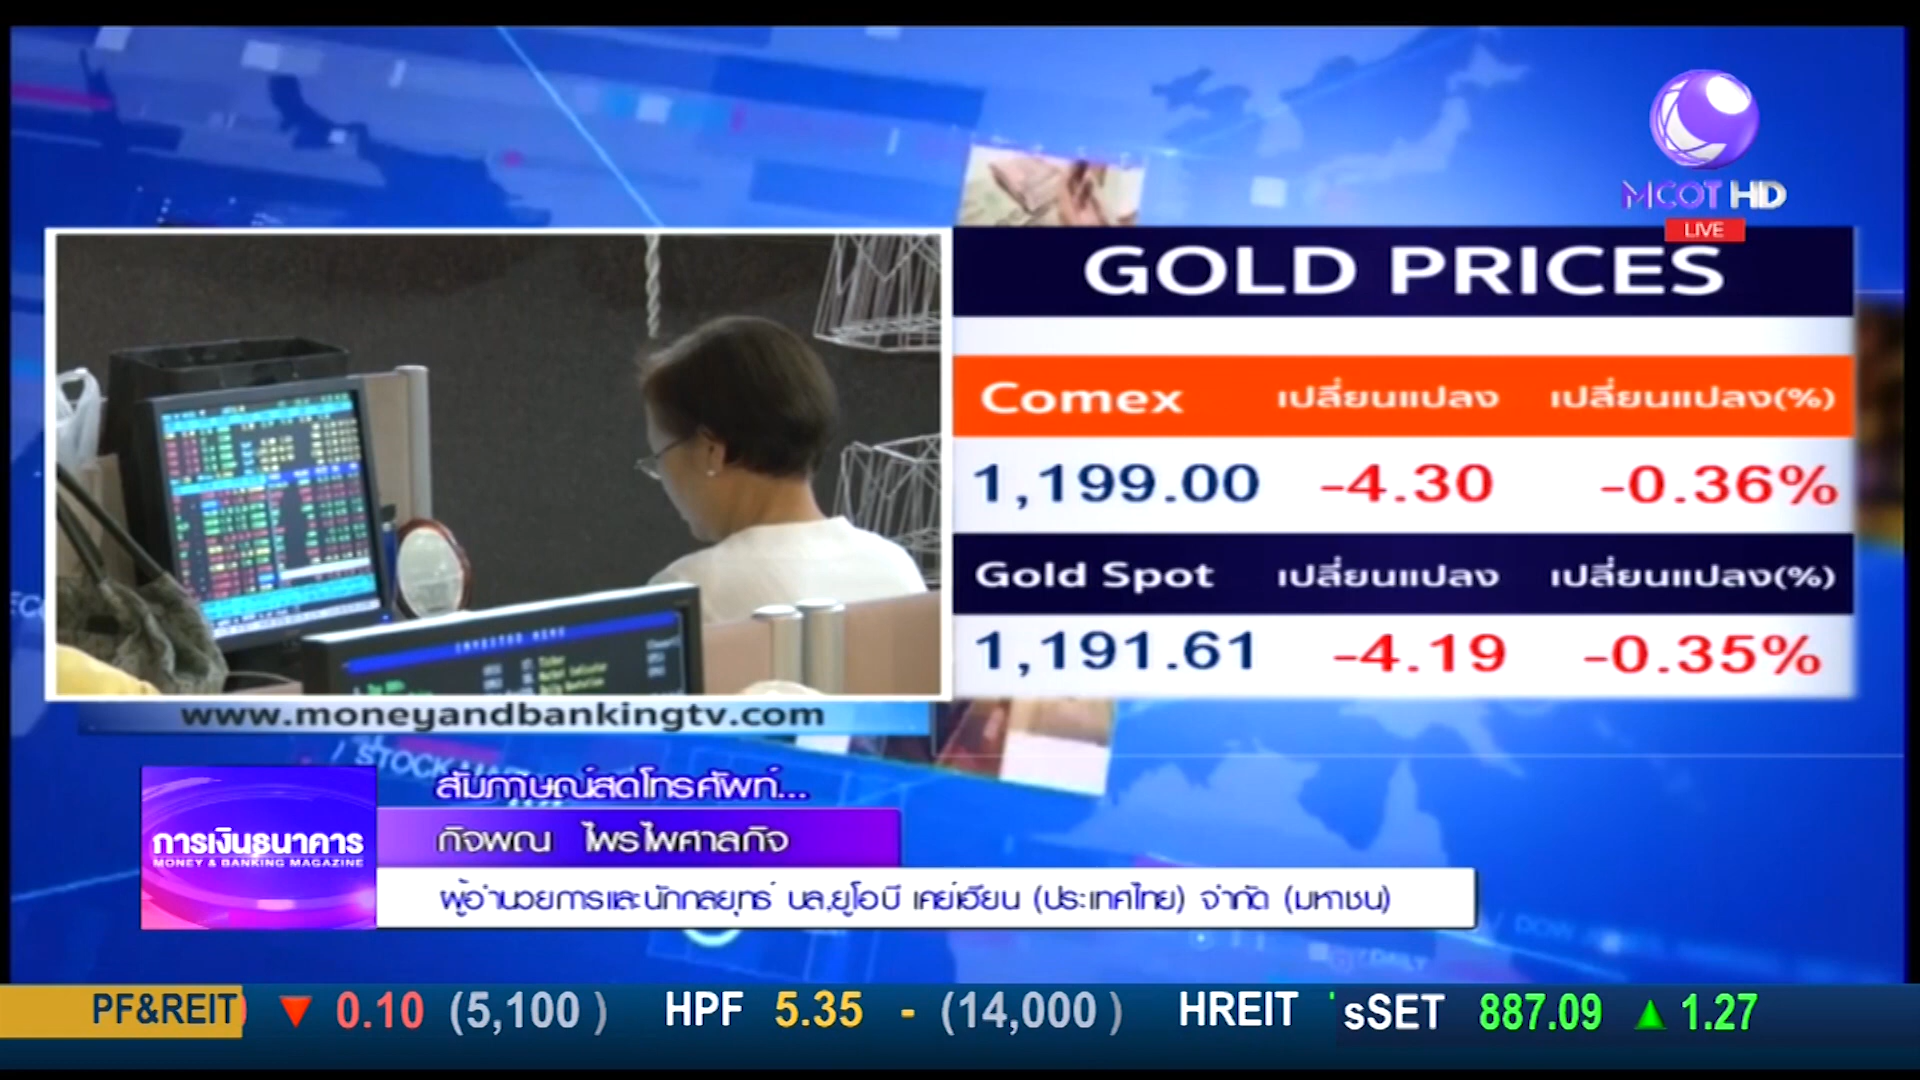 MCOT HD
LIVE
GOLD PRICES
Comex เปลี่ยนแปลง เปลี่ยนแปลง(%)
1,199.00 -4.30 -0.36%
Gold Spot เปลี่ยนแปลง เปลี่ยนแปลง(%)
1,191.61 -4.19 -0.35%
www.moneyandbankingtv.com
สัมภาษณ์สดโทรศัพท์...
การเงินธนาคาร
MONEY & BANKING MAGAZINE
กิจพณ ไพรไพศาลกิจ
ผู้อำนวยการและนักกลยุทธ์ บล.ยูโอบี เคย์เฮียน (ประเทศไทย) จำกัด (มหาชน)
PF&REIT ▼ 0.10 (5,100 ) HPF 5.35 - (14,000 ) HREIT sSET 887.09 ▲ 1.27